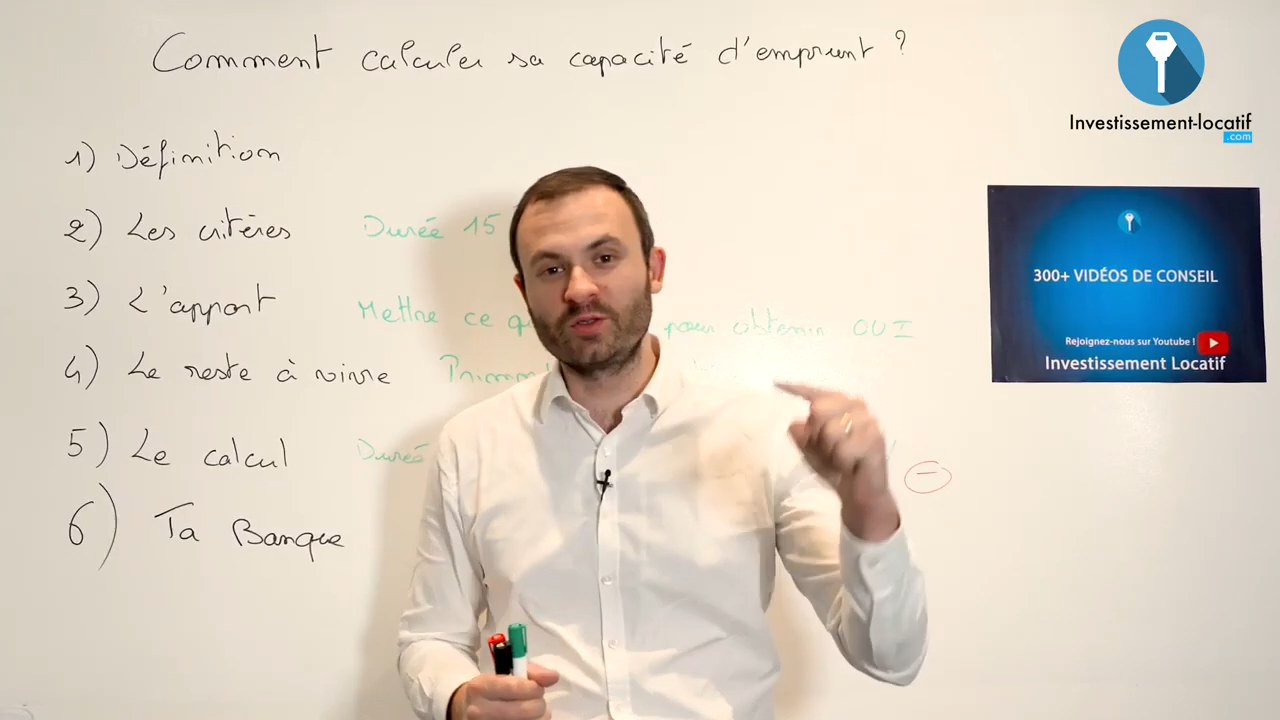 Comment calculer sa capacité d'emprunt ?
Investissement-locatif
.com
1) Définition
2) Les critères Durée 15
300+ VIDÉOS DE CONSEIL
3) L'apport Mettre ce pour obtenir OUI
Rejoignez-nous sur Youtube !
Investissement Locatif
4) Le reste à vivre
5) Le calcul Durée
6) Ta Banque